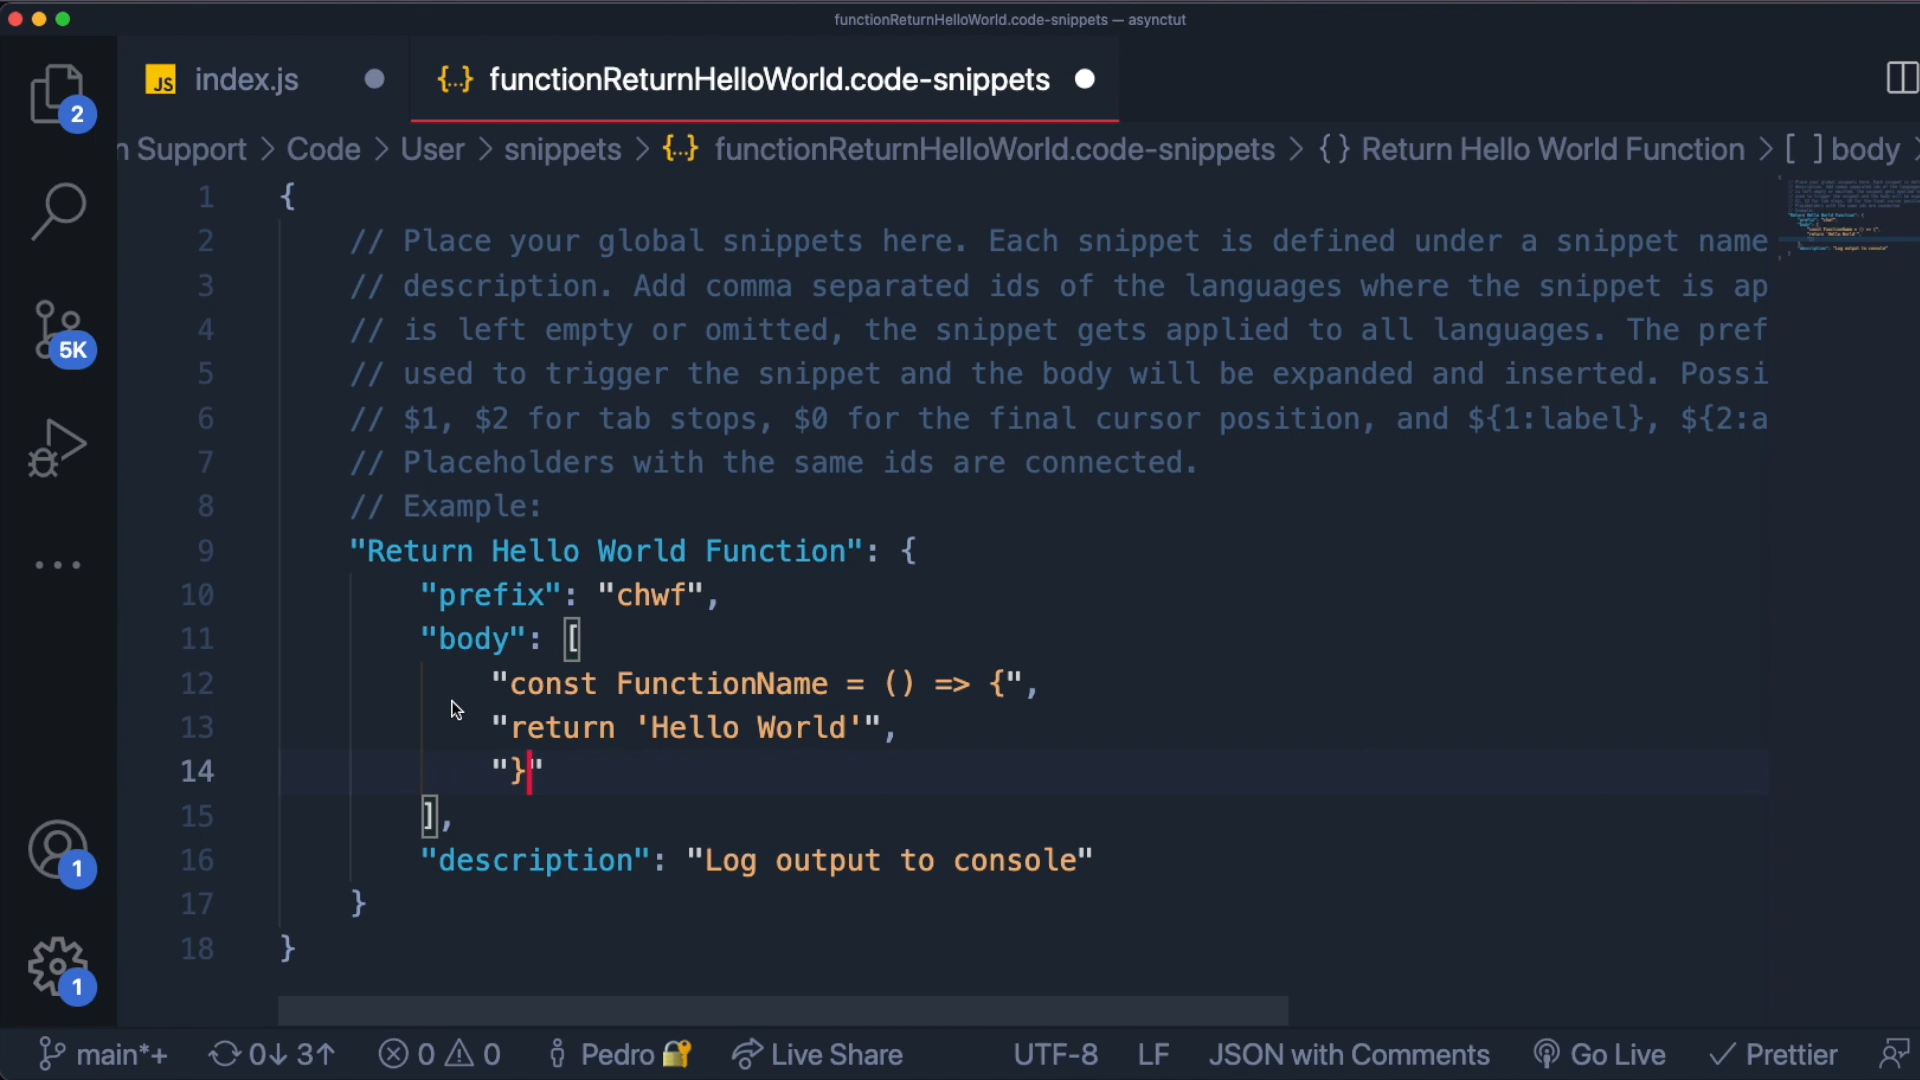 functionReturnHelloWorld.code-snippets — asynctut
JS index.js
{...} functionReturnHelloWorld.code-snippets
n Support > Code > User > snippets > {...} functionReturnHelloWorld.code-snippets > {} Return Hello World Function > [ ] body >
1 {
2 // Place your global snippets here. Each snippet is defined under a snippet name
3 // description. Add comma separated ids of the languages where the snippet is ap
4 // is left empty or omitted, the snippet gets applied to all languages. The pref
5 // used to trigger the snippet and the body will be expanded and inserted. Possi
6 // $1, $2 for tab stops, $0 for the final cursor position, and ${1:label}, ${2:a
7 // Placeholders with the same ids are connected.
8 // Example:
9 "Return Hello World Function": {
10 "prefix": "chwf",
11 "body": [
12 "const FunctionName = () => {",
13 "return 'Hello World'",
14 "}"
15 ],
16 "description": "Log output to console"
17 }
18 }
2
5K
...
1
1
main*+ 0↓ 3↑ 0 0 Pedro Live Share UTF-8 LF JSON with Comments Go Live Prettier